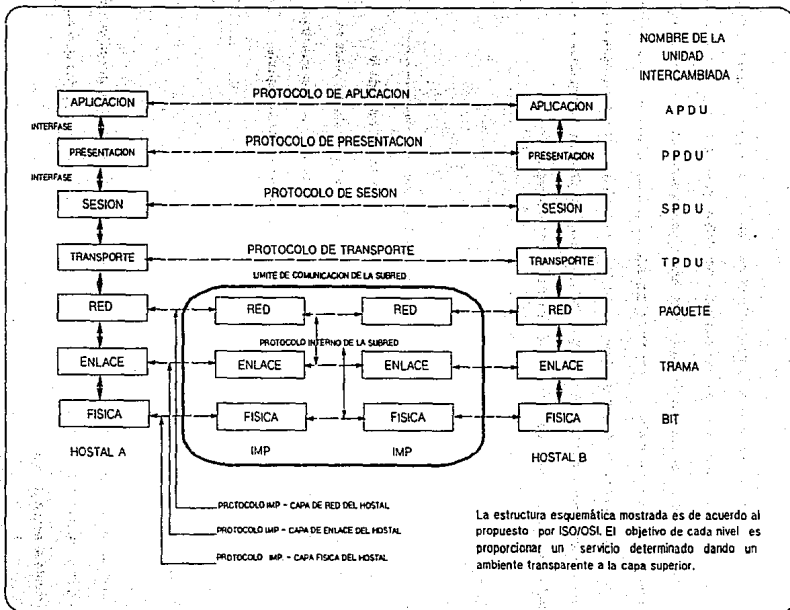 NOMBRE DE LA
UNIDAD
INTERCAMBIADA
APLICACION
PROTOCOLO DE APLICACION
APLICACION
A P D U
INTERFASE
PRESENTACION
PROTOCOLO DE PRESENTACION
PRESENTACION
P P D U
INTERFASE
SESION
PROTOCOLO DE SESION
SESION
S P D U
TRANSPORTE
PROTOCOLO DE TRANSPORTE
TRANSPORTE
T P D U
LIMITE DE COMUNICACION DE LA SUBRED
RED
RED
RED
RED
PAQUETE
PROTOCOLO INTERNO DE LA SUBRED
ENLACE
ENLACE
ENLACE
ENLACE
TRAMA
FISICA
FISICA
FISICA
FISICA
BIT
HOSTAL A
IMP
IMP
HOSTAL B
PROTOCOLO IMP - CAPA DE RED DEL HOSTAL
PROTOCOLO IMP - CAPA DE ENLACE DEL HOSTAL
PROTOCOLO IMP. - CAPA FISICA DEL HOSTAL
La estructura esquemática mostrada es de acuerdo al
propuesto por ISO/OSI. El objetivo de cada nivel es
proporcionar un servicio determinado dando un
ambiente transparente a la capa superior.